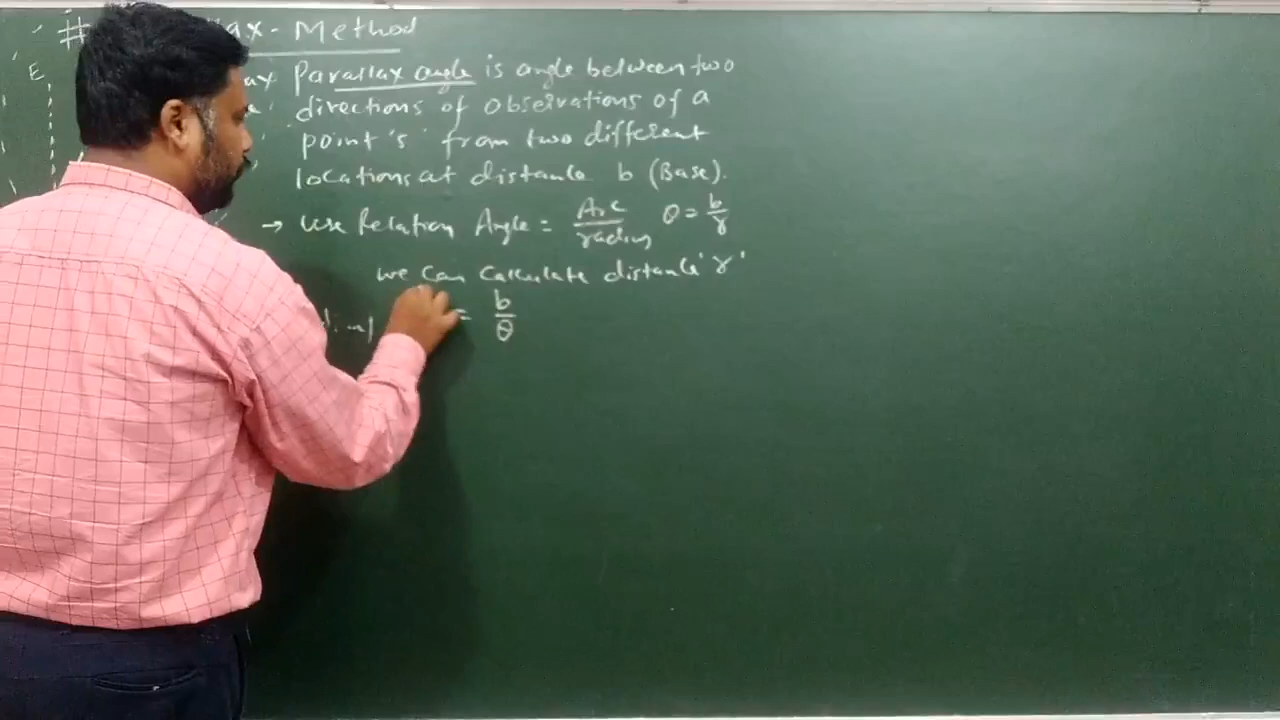 # ax - Method
E
ax Parallax angle is angle between two
directions of observations of a
point 's' from two different
locations at distance b (Base).
→ Use Relation Angle = Arc/radius θ = b/r
we can calculate distance 'r'
= b/θ